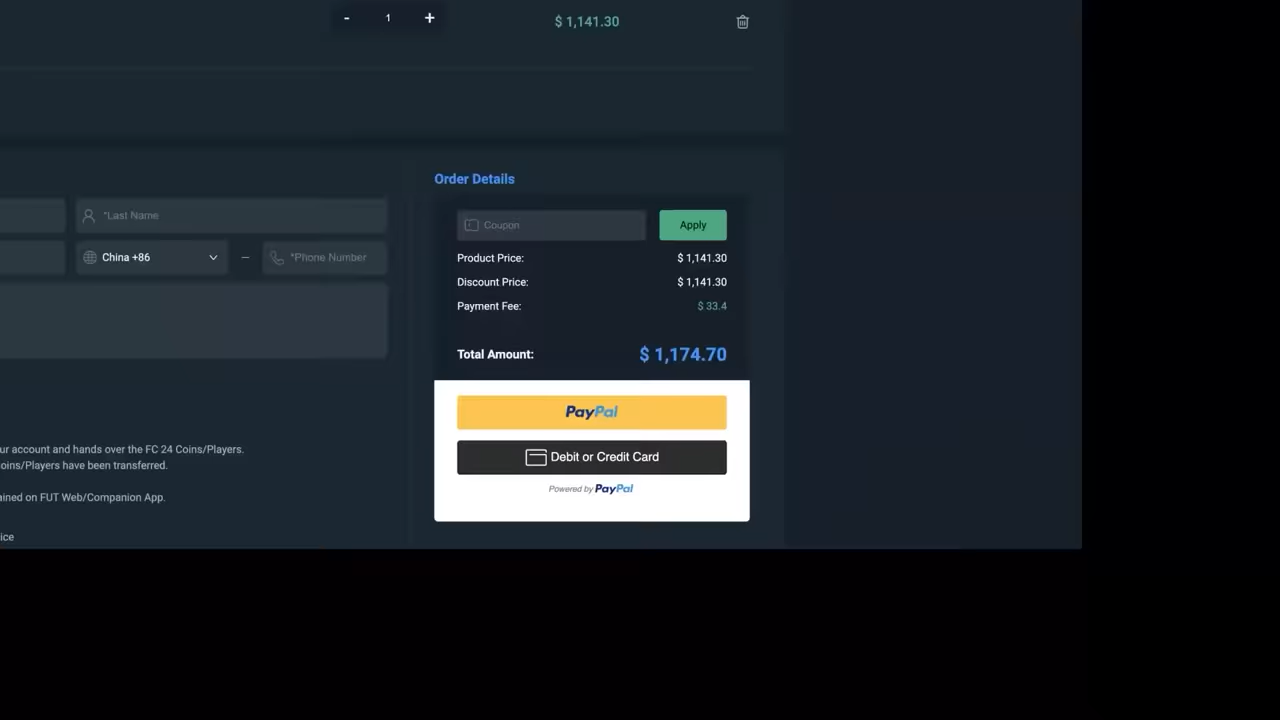 - 1 + $ 1,141.30
Order Details
*Last Name
Coupon Apply
China +86 – *Phone Number
Product Price: $ 1,141.30
Discount Price: $ 1,141.30
Payment Fee: $ 33.4
Total Amount: $ 1,174.70
PayPal
Debit or Credit Card
Powered by PayPal
ur account and hands over the FC 24 Coins/Players.
oins/Players have been transferred.
ained on FUT Web/Companion App.
ice